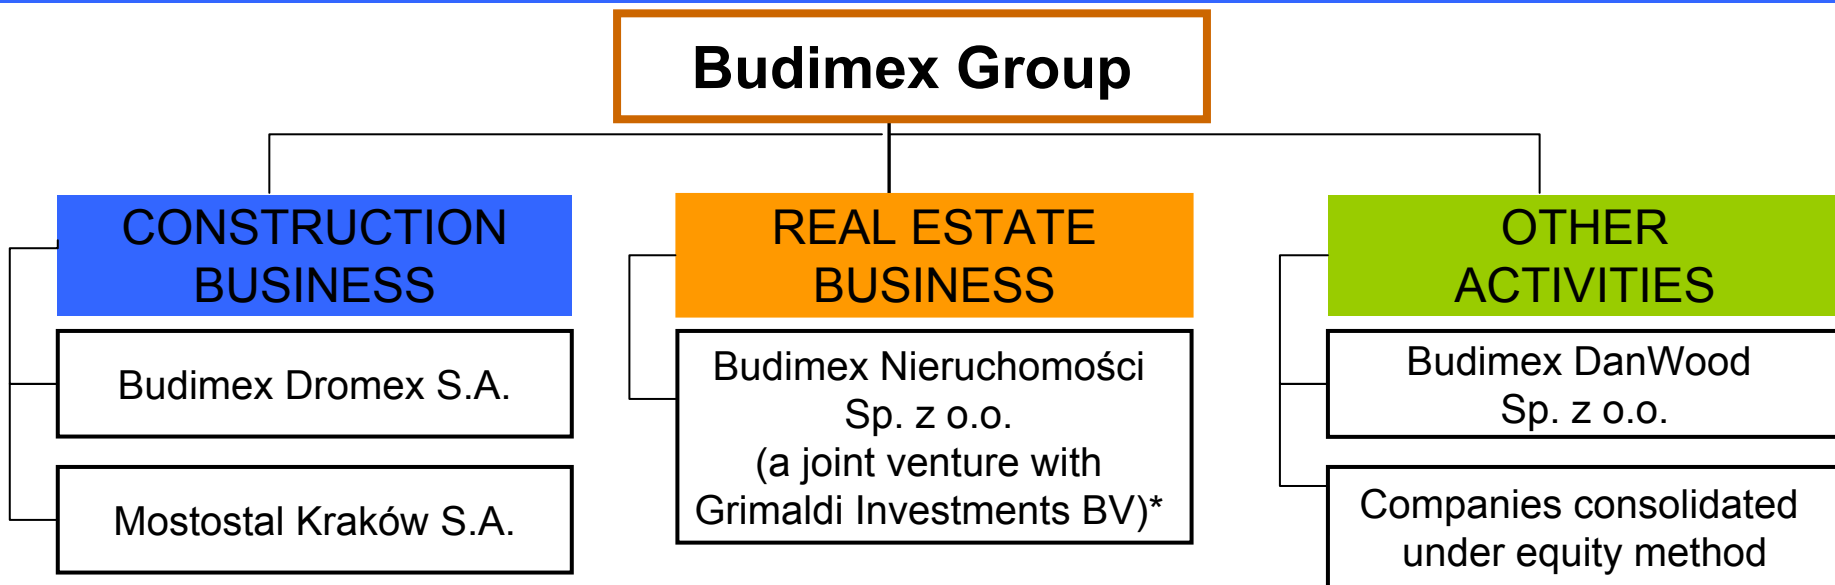 Budimex Group
CONSTRUCTION
BUSINESS
Budimex Dromex S.A.
Mostostal Kraków S.A.
REAL ESTATE
BUSINESS
Budimex Nieruchomości
Sp. z o.o.
(a joint venture with
Grimaldi Investments BV)*
OTHER
ACTIVITIES
Budimex DanWood
Sp. z o.o.
Companies consolidated
under equity method